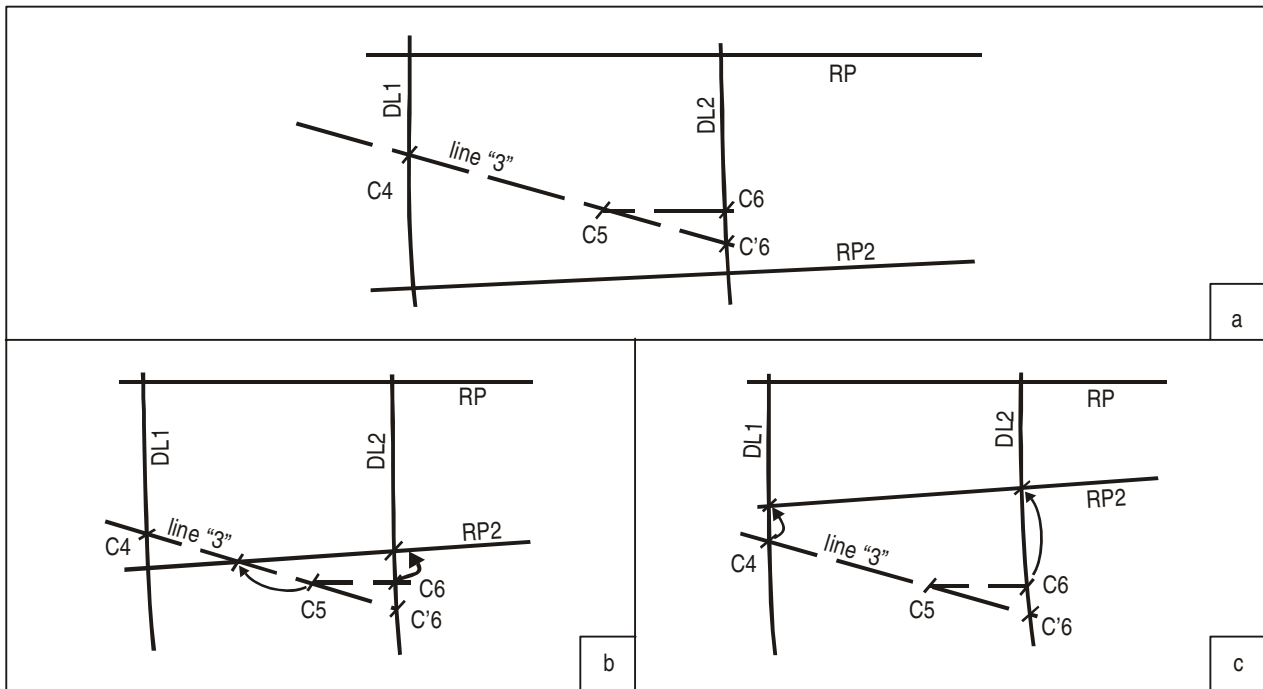 RP
DL1
DL2
line “3”
C4
C6
C5
C'6
RP2
a
RP
DL1
DL2
line “3”
RP2
C4
C6
C5
C'6
b
RP
DL1
DL2
RP2
line “3”
C4
C6
C5
C'6
c